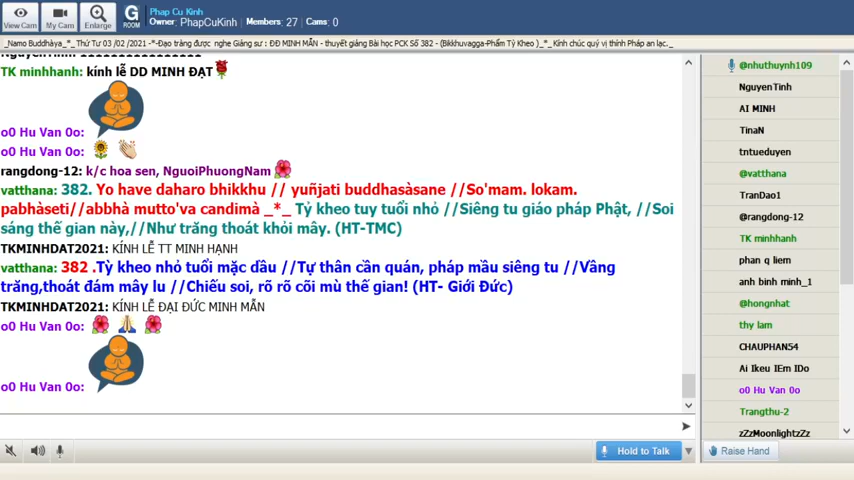 Phap Cu Kinh
Owner: PhapCuKinh Members: 27 Cams: 0
View Cam My Cam Enlarge G ROOM
_Namo Buddhàya_*_ Thứ Tư 03 /02 /2021 -*-Đạo tràng được nghe Giảng sư : ĐĐ MINH MẪN - thuyết giảng Bài học PCK Số 382 - (Bikkhuvagga-Phẩm Tỳ Kheo )_*_ Kính chúc quý vị thính Pháp an lạc._
TK minhhanh: kính lễ DD MINH ĐẠT
o0 Hu Van 0o:
o0 Hu Van 0o:
rangdong-12: k/c hoa sen, NguoiPhuongNam
vatthana: 382. Yo have daharo bhikkhu // yuñjati buddhasàsane //So'mam. lokam.
pabhàseti//abbhà mutto'va candimà _*_ Tỷ kheo tuy tuổi nhỏ //Siêng tu giáo pháp Phật, //Soi
sáng thế gian này,//Như trăng thoát khỏi mây. (HT-TMC)
TKMINHDAT2021: KÍNH LỄ TT MINH HẠNH
vatthana: 382 .Tỳ kheo nhỏ tuổi mặc dầu //Tự thân cần quán, pháp mầu siêng tu //Vầng
trăng,thoát đám mây lu //Chiếu soi, rõ rõ cõi mù thế gian! (HT- Giới Đức)
TKMINHDAT2021: KÍNH LỄ ĐẠI ĐỨC MINH MẪN
o0 Hu Van 0o:
o0 Hu Van 0o:
Hold to Talk
@nhuthuynh109
NguyenTinh
AI MINH
TinaN
tntueduyen
@vatthana
TranDao1
@rangdong-12
TK minhhanh
phan q liem
anh binh minh_1
@hongnhat
thy lam
CHAUPHAN54
Ai Ikeu IEm IDo
o0 Hu Van 0o
Trangthu-2
zZzMoonlightzZz
Raise Hand